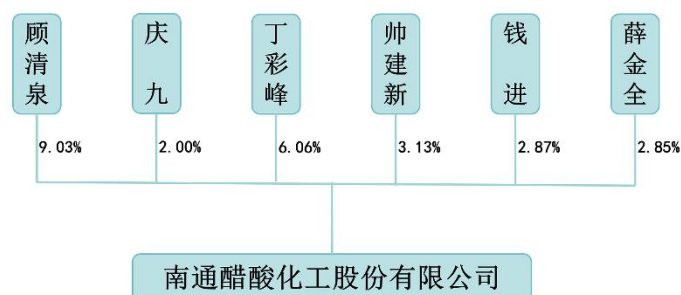 顾清泉
庆九
丁彩峰
帅建新
钱进
薛金全
9.03%
2.00%
6.06%
3.13%
2.87%
2.85%
南通醋酸化工股份有限公司